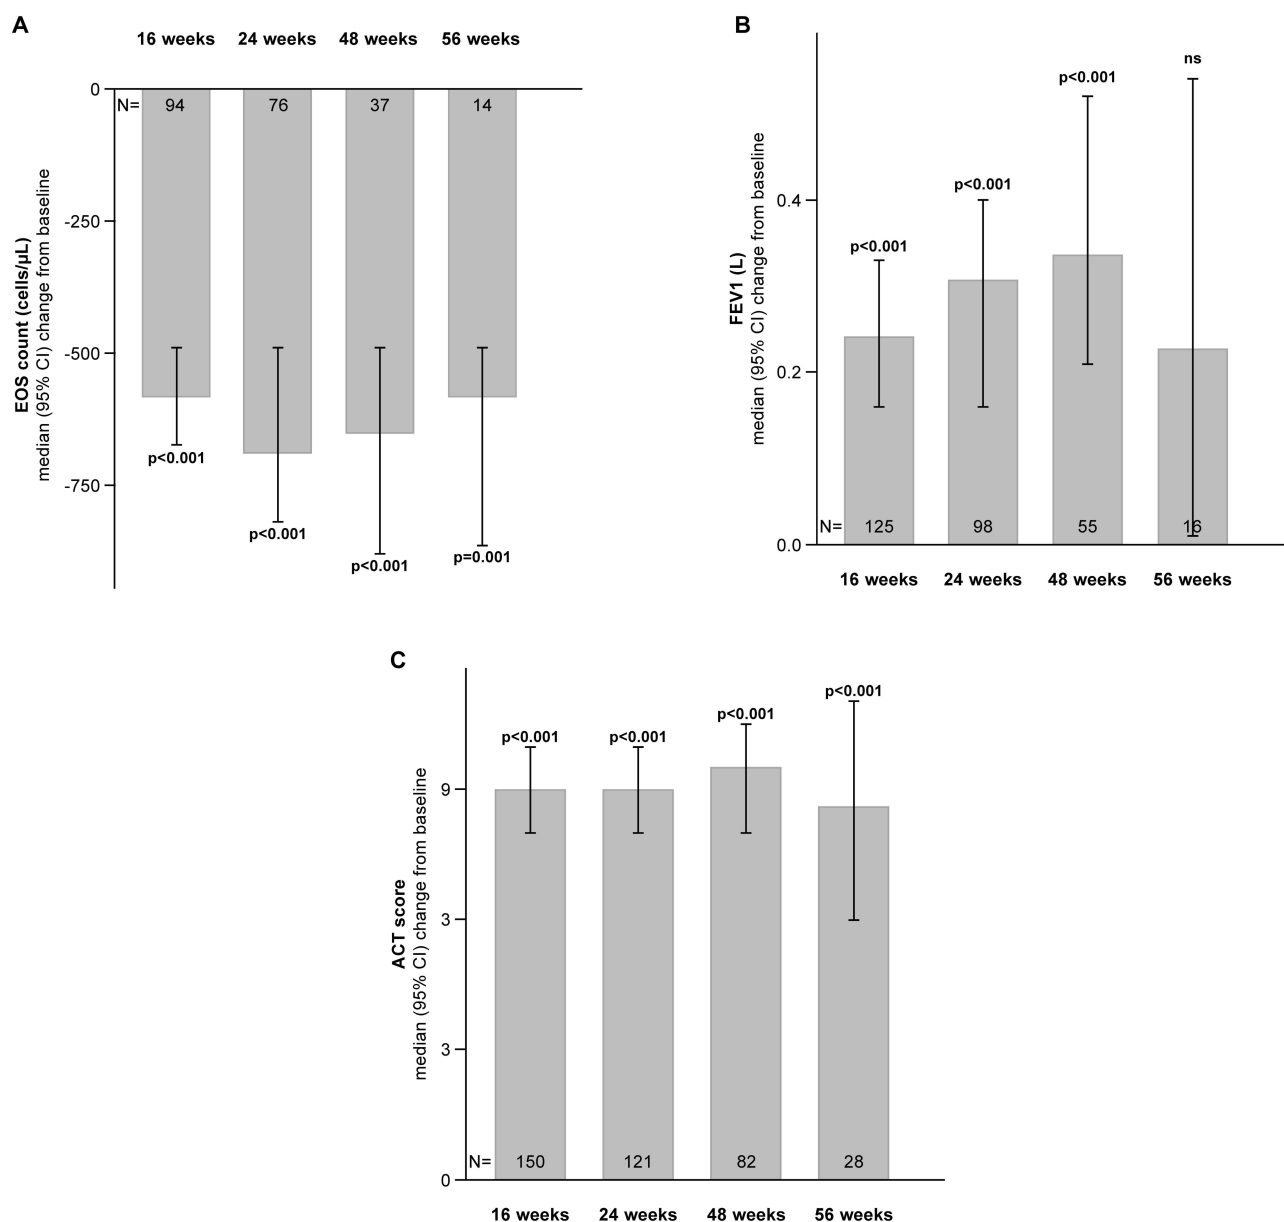 A
16 weeks 24 weeks 48 weeks 56 weeks
0
N= 94 76 37 14
-250
-500
-750
EOS count (cells/µL)
median (95% CI) change from baseline
p<0.001
p<0.001
p<0.001
p=0.001
B
ns
p<0.001
p<0.001
p<0.001
0.4
0.2
0.0
FEV1 (L)
median (95% CI) change from baseline
N= 125 98 55 16
16 weeks 24 weeks 48 weeks 56 weeks
C
p<0.001
p<0.001
p<0.001 p<0.001
9
3
3
0
ACT score
median (95% CI) change from baseline
N= 150 121 82 28
16 weeks 24 weeks 48 weeks 56 weeks